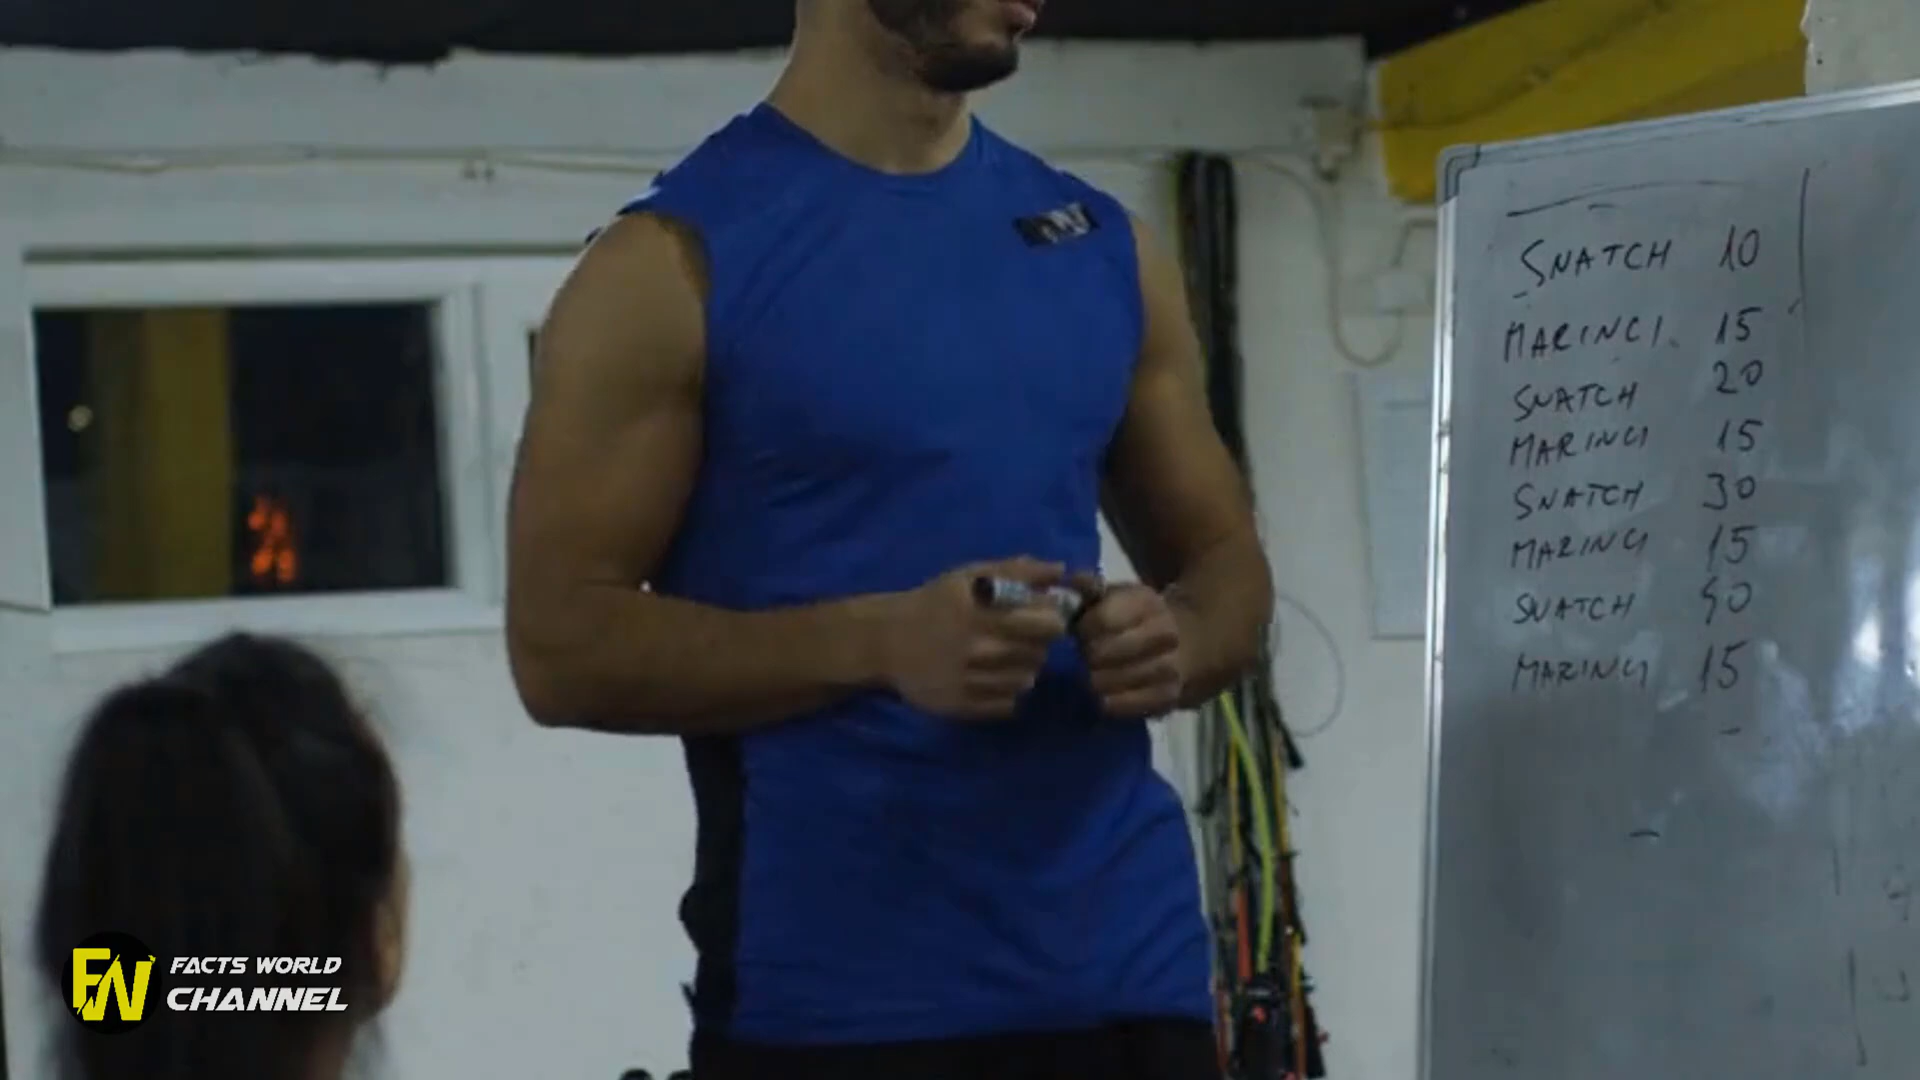 SNATCH 10
MARINCI. 15
SNATCH 20
MARINCI 15
SNATCH 30
MARINCI 15
SNATCH 40
MARINCI 15
FW FACTS WORLD
CHANNEL